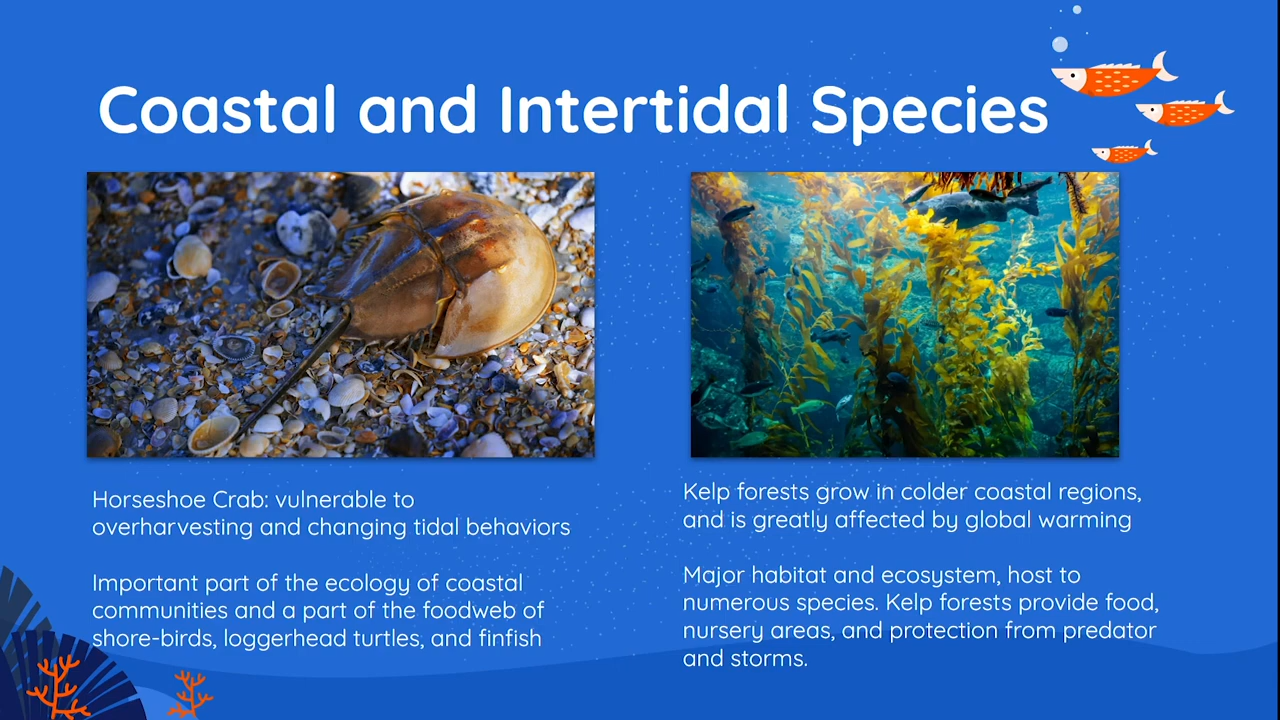 Coastal and Intertidal Species
Horseshoe Crab: vulnerable to
overharvesting and changing tidal behaviors
Important part of the ecology of coastal
communities and a part of the foodweb of
shore-birds, loggerhead turtles, and finfish
Kelp forests grow in colder coastal regions,
and is greatly affected by global warming
Major habitat and ecosystem, host to
numerous species. Kelp forests provide food,
nursery areas, and protection from predator
and storms.